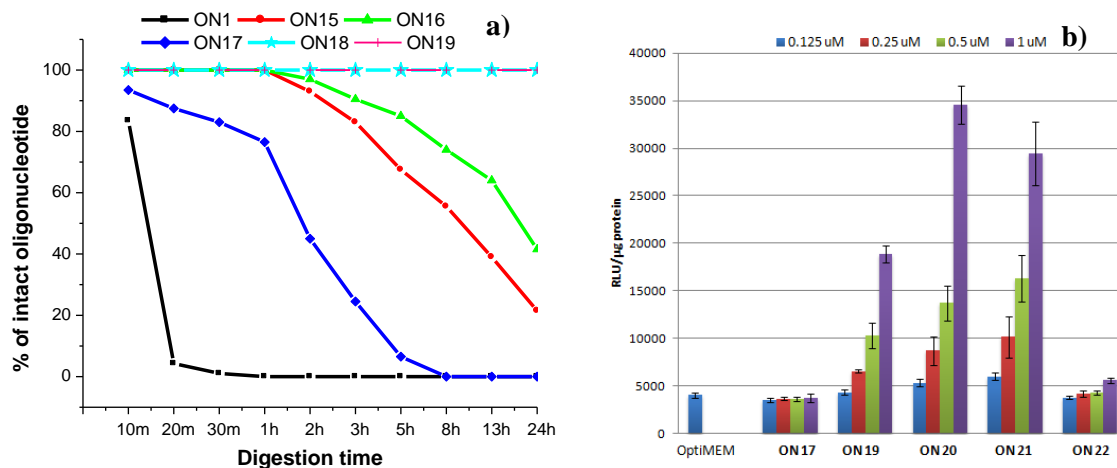 ON1 ON15 ON16
ON17 ON18 ON19
a)
% of intact oligonucleotide
100
80
60
40
20
0
10m 20m 30m 1h 2h 3h 5h 8h 13h 24h
Digestion time
b)
0.125 uM 0.25 uM 0.5 uM 1 uM
RLU/µg protein
40000
35000
30000
25000
20000
15000
10000
5000
0
OptiMEM ON17 ON19 ON20 ON21 ON22